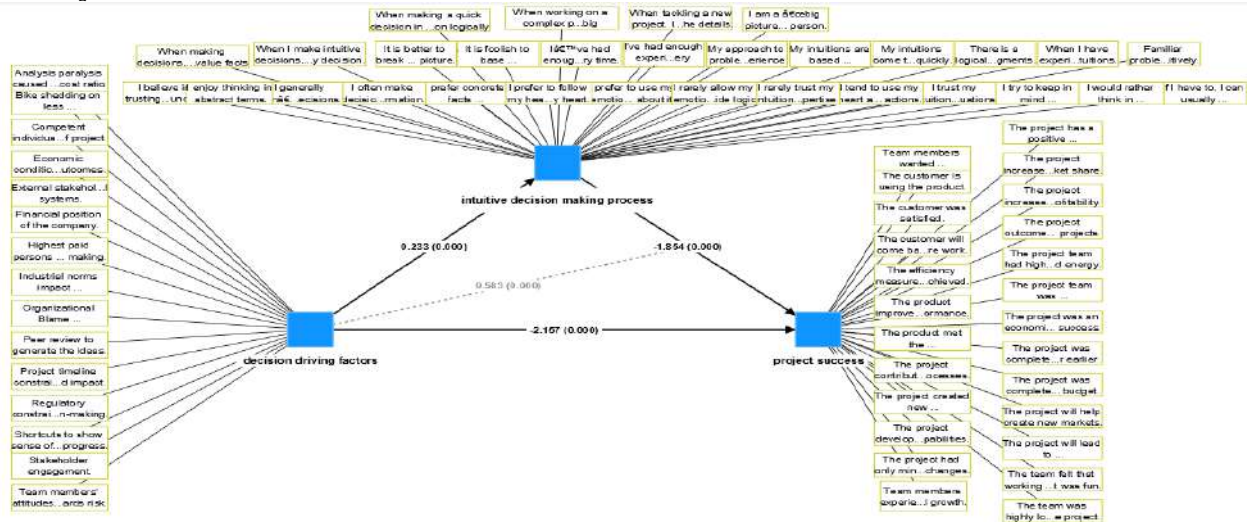 When making a quick
decision in ...on logically
When working on a
complex p...big
When tackling a new
project, I...he details.
I am a “big
picture... person.
When making
decisions,...value facts
When I make intuitive
decisions,...y decision.
It is better to
break ... picture.
It is foolish to
base ...
I’ve had
enoug...ry time.
I've had enough
experi...ery
My approach to
proble...erience
My intuitions are
based ...
My intuitions
come t...quickly.
There is a
logical...gments.
When I have
experi...tuitions.
Familiar
proble...itively
I believe i
trusting...
enjoy thinking in
abstract terms.
I generally
I often make
decisic...rmation.
prefer concrete
facts ...
I prefer to follow
my hea...y heart.
prefer to use my
I rarely allow my
I rarely trust my
I tend to use my
I trust my
I try to keep in
mind ...
I would rather
think in ...
If I have to, I can
usually ...
Analysis paralysis
caused ...cost ratio
Bike shedding on
less ...
Competent
individua...f project
Economic
conditio...utcomes.
External stakehol...l
systems.
Financial position
of the company.
Highest paid
persons ... making.
Industrial norms
impact ...
Organizational
Blame ...
Peer review to
generate the ideas.
Project timeline
constrai...d impact.
Regulatory
constrai...n-making.
Shortcuts to show
sense of...progress.
Stakeholder
engagement.
Team members'
attitudes...ards risk.
intuitive decision making process
0.233 (0.000)
-1.854 (0.000)
0.583 (0.000)
-2.157 (0.000)
decision driving factors
project success
Team members
wanted ...
The customer is
using the product.
The customer was
satisfied.
The customer will
come ba...re work.
The efficiency
measure...chieved.
The product
improve...ormance.
The product met
the ...
The project
contribut...ocesses.
The project created
new ...
The project
develop...pabilities.
The project had
only min...changes.
Team members
experie...l growth.
The project has a
positive ...
The project
increase...ket share.
The project
increase...ofitability.
The project
outcome... projects.
The project team
had high...d energy.
The project team
was ...
The project was an
economi... success.
The project was
complete...r earlier
The project was
complete... budget.
The project will help
create new markets.
The project will lead
to ...
The team felt that
working ...t was fun.
The team was
highly lo...e project.